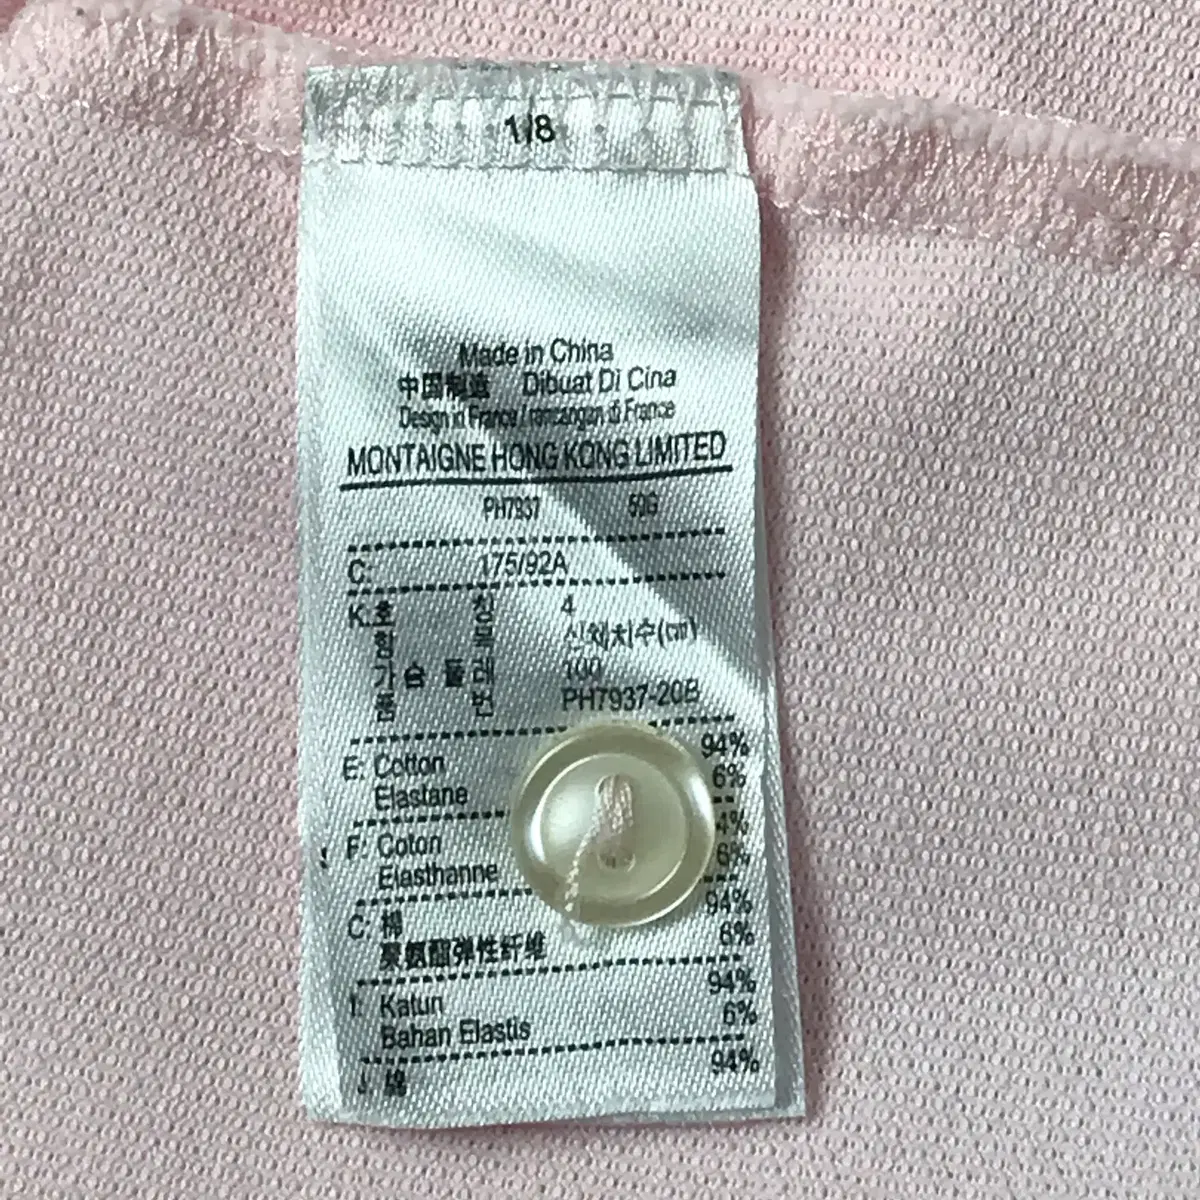 1/8
Made in China
中国制造 Dibuat Di Cina
Design in France / rancangan di France
MONTAIGNE HONG KONG LIMITED
PH7937 50G
C: 175/92A
K. 호 칭 4
신체치수(cm)
가 슴 둘 레 100
품 번 PH7937-20B
E: Cotton 94%
Elastane 6%
F: Coton 4%
Elasthanne 6%
C: 棉 94%
聚氨酯弹性纤维 6%
I: Katun 94%
Bahan Elastis 6%
J: 綿 94%